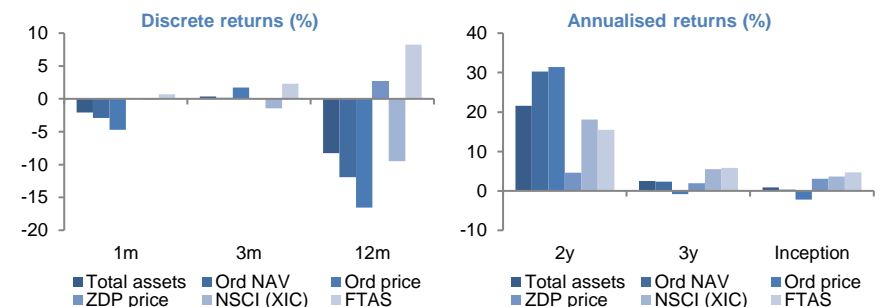 Discrete returns (%)
10
5
0
-5
-10
-15
-20
1m 3m 12m
Total assets Ord NAV Ord price
ZDP price NSCI (XIC) FTAS
Annualised returns (%)
40
30
20
10
0
-10
2y 3y Inception
Total assets Ord NAV Ord price
ZDP price NSCI (XIC) FTAS